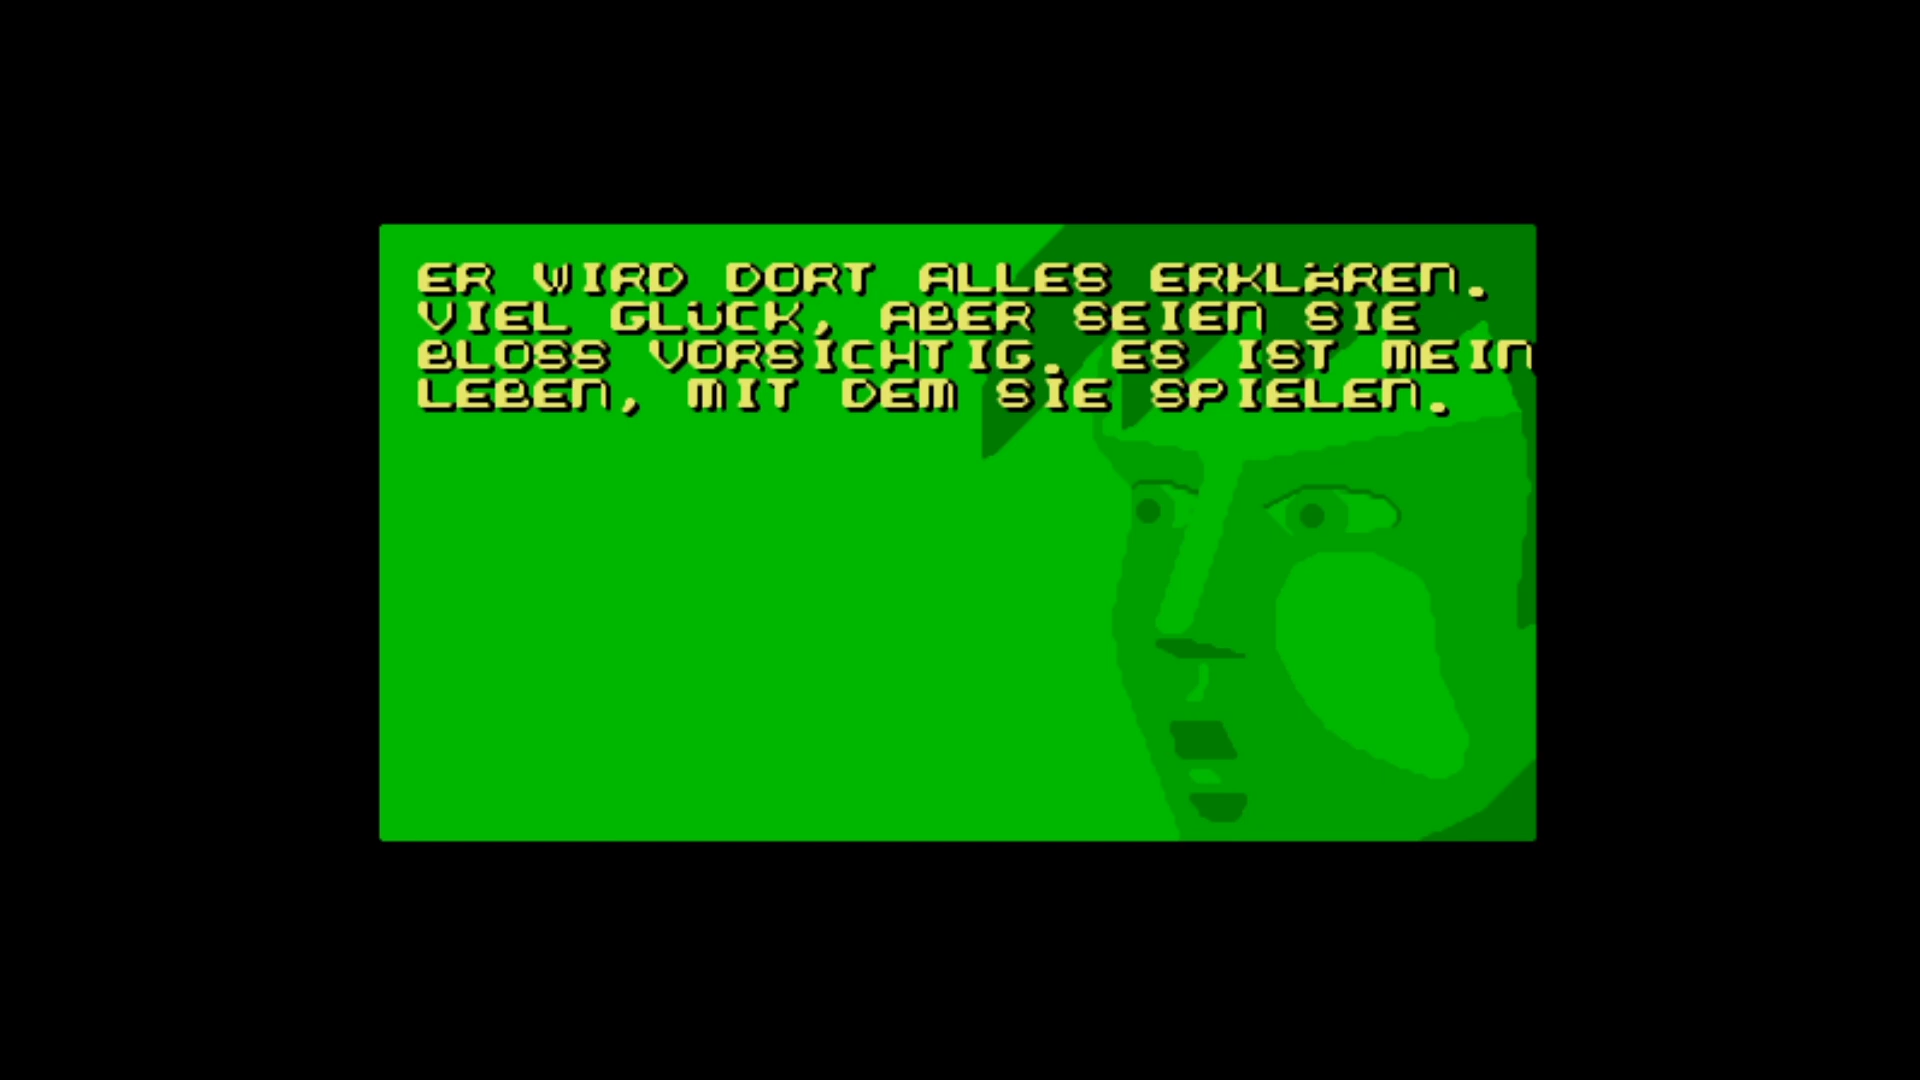 ER WIRD DORT ALLES ERKLÄREN.
VIEL GLÜCK, ABER SEIEN SIE
BLOSS VORSICHTIG. ES IST MEIN
LEBEN, MIT DEM SIE SPIELEN.